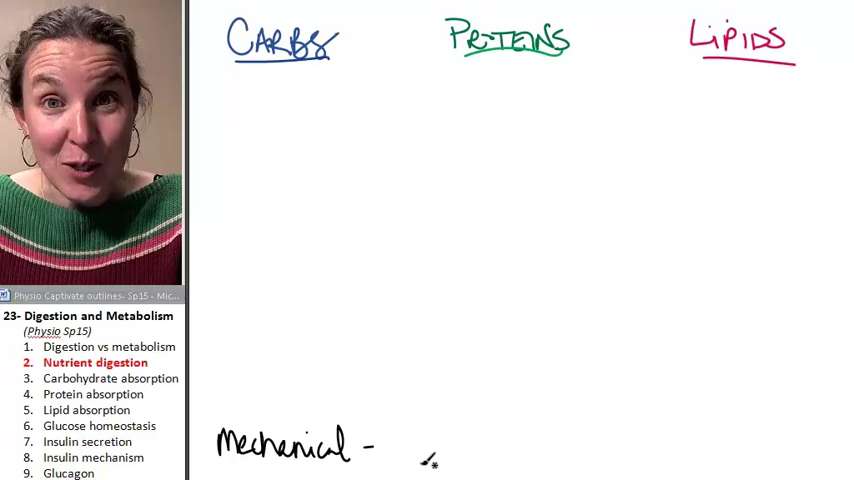 CARBS PROTEINS LIPIDS
Physio Captivate outlines- Sp15 - Mic...
23- Digestion and Metabolism
(Physio Sp15)
1. Digestion vs metabolism
2. Nutrient digestion
3. Carbohydrate absorption
4. Protein absorption
5. Lipid absorption
6. Glucose homeostasis
7. Insulin secretion
8. Insulin mechanism
9. Glucagon
Mechanical -